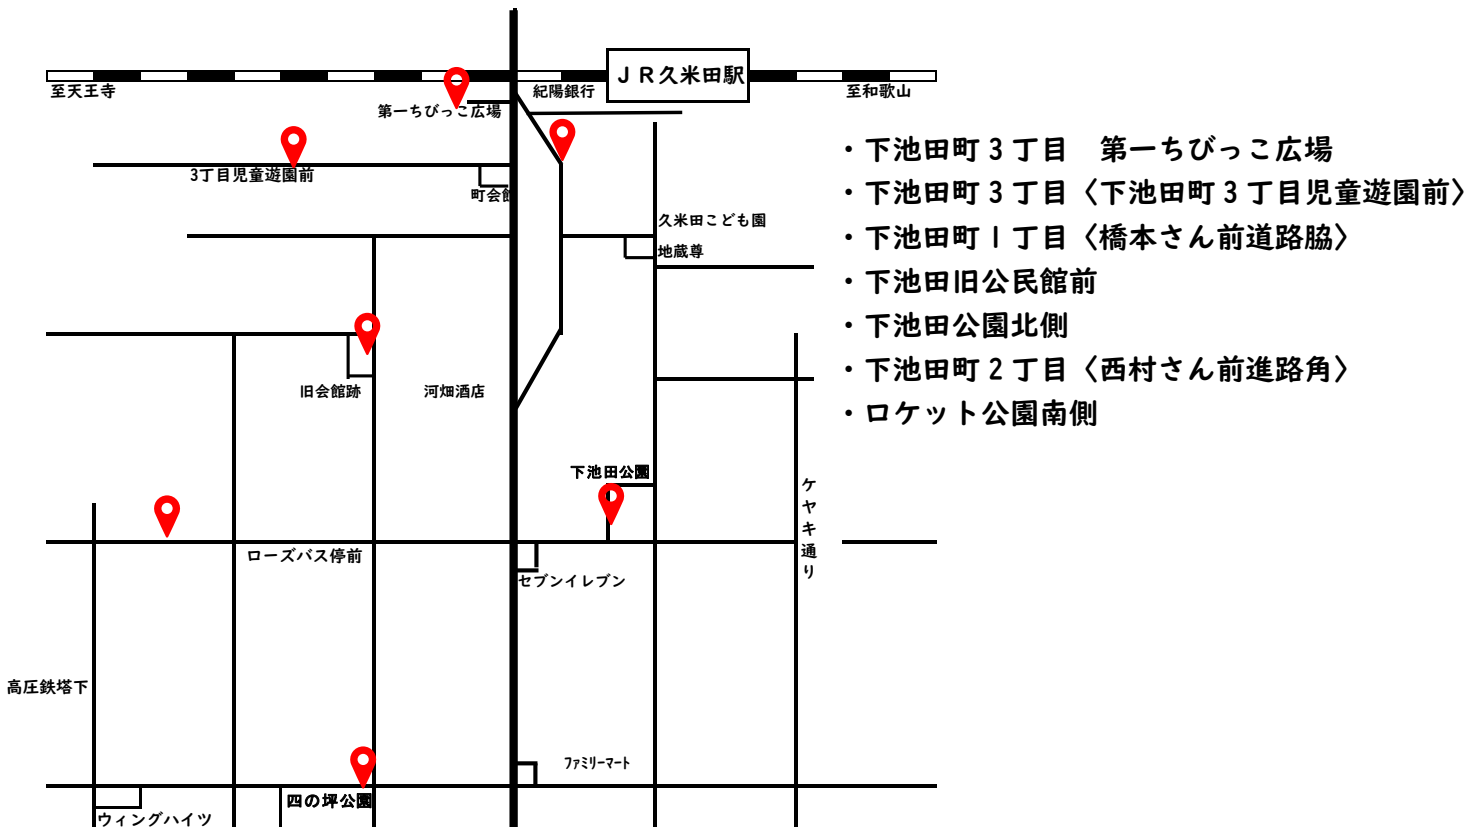 ＪＲ久米田駅
至天王寺
紀陽銀行
至和歌山
第一ちびっこ広場
3丁目児童遊園前
町会館
久米田こども園
地蔵尊
旧会館跡
河畑酒店
下池田公園
ケヤキ通り
ローズバス停前
セブンイレブン
高圧鉄塔下
ファミリーマート
四の坪公園
ウィングハイツ
・下池田町３丁目　第一ちびっこ広場
・下池田町３丁目〈下池田町３丁目児童遊園前〉
・下池田町１丁目〈橋本さん前道路脇〉
・下池田旧公民館前
・下池田公園北側
・下池田町２丁目〈西村さん前進路角〉
・ロケット公園南側